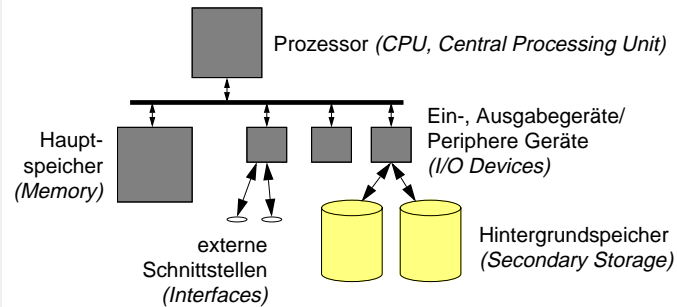 Prozessor (CPU, Central Processing Unit)
Haupt-
speicher
(Memory)
Ein-, Ausgabegeräte/
Periphere Geräte
(I/O Devices)
externe
Schnittstellen
(Interfaces)
Hintergrundspeicher
(Secondary Storage)